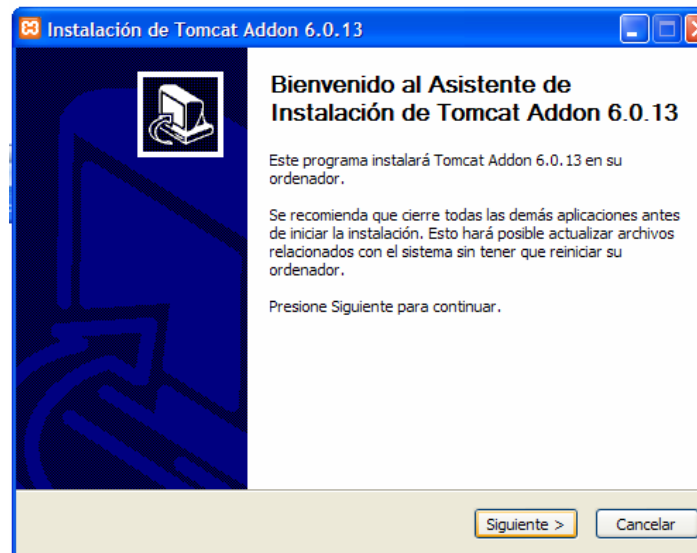 Instalación de Tomcat Addon 6.0.13
Bienvenido al Asistente de
Instalación de Tomcat Addon 6.0.13
Este programa instalará Tomcat Addon 6.0.13 en su
ordenador.
Se recomienda que cierre todas las demás aplicaciones antes
de iniciar la instalación. Esto hará posible actualizar archivos
relacionados con el sistema sin tener que reiniciar su
ordenador.
Presione Siguiente para continuar.
Siguiente >
Cancelar